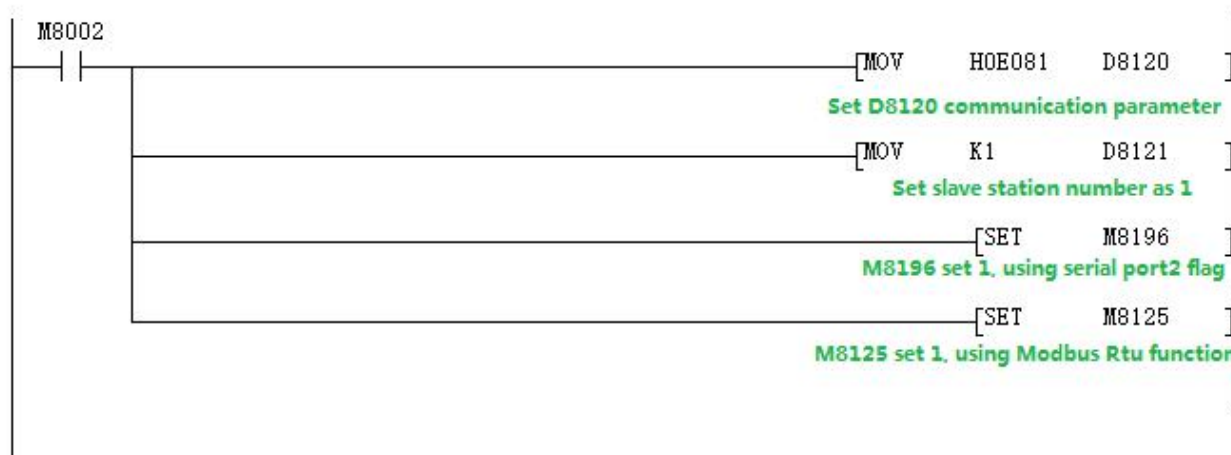 M8002
[MOV H0E081 D8120 ]
Set D8120 communication parameter
[MOV K1 D8121 ]
Set slave station number as 1
[SET M8196 ]
M8196 set 1, using serial port2 flag
[SET M8125 ]
M8125 set 1, using Modbus Rtu function